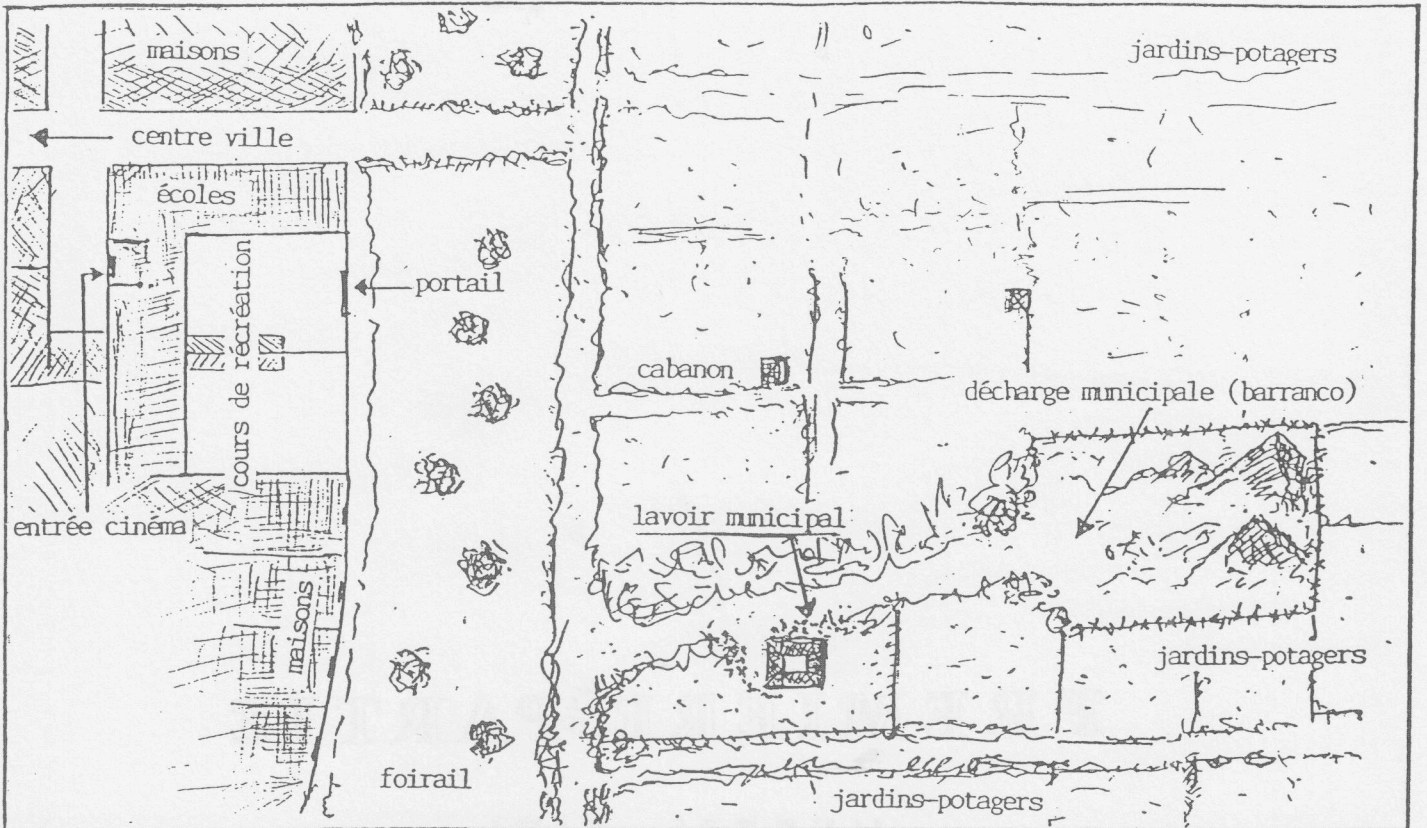 maisons
jardins-potagers
centre ville
écoles
cours de récréation
portail
cabanon
décharge municipale (barranco)
entrée cinéma
lavoir municipal
maisons
jardins-potagers
foirail
jardins-potagers